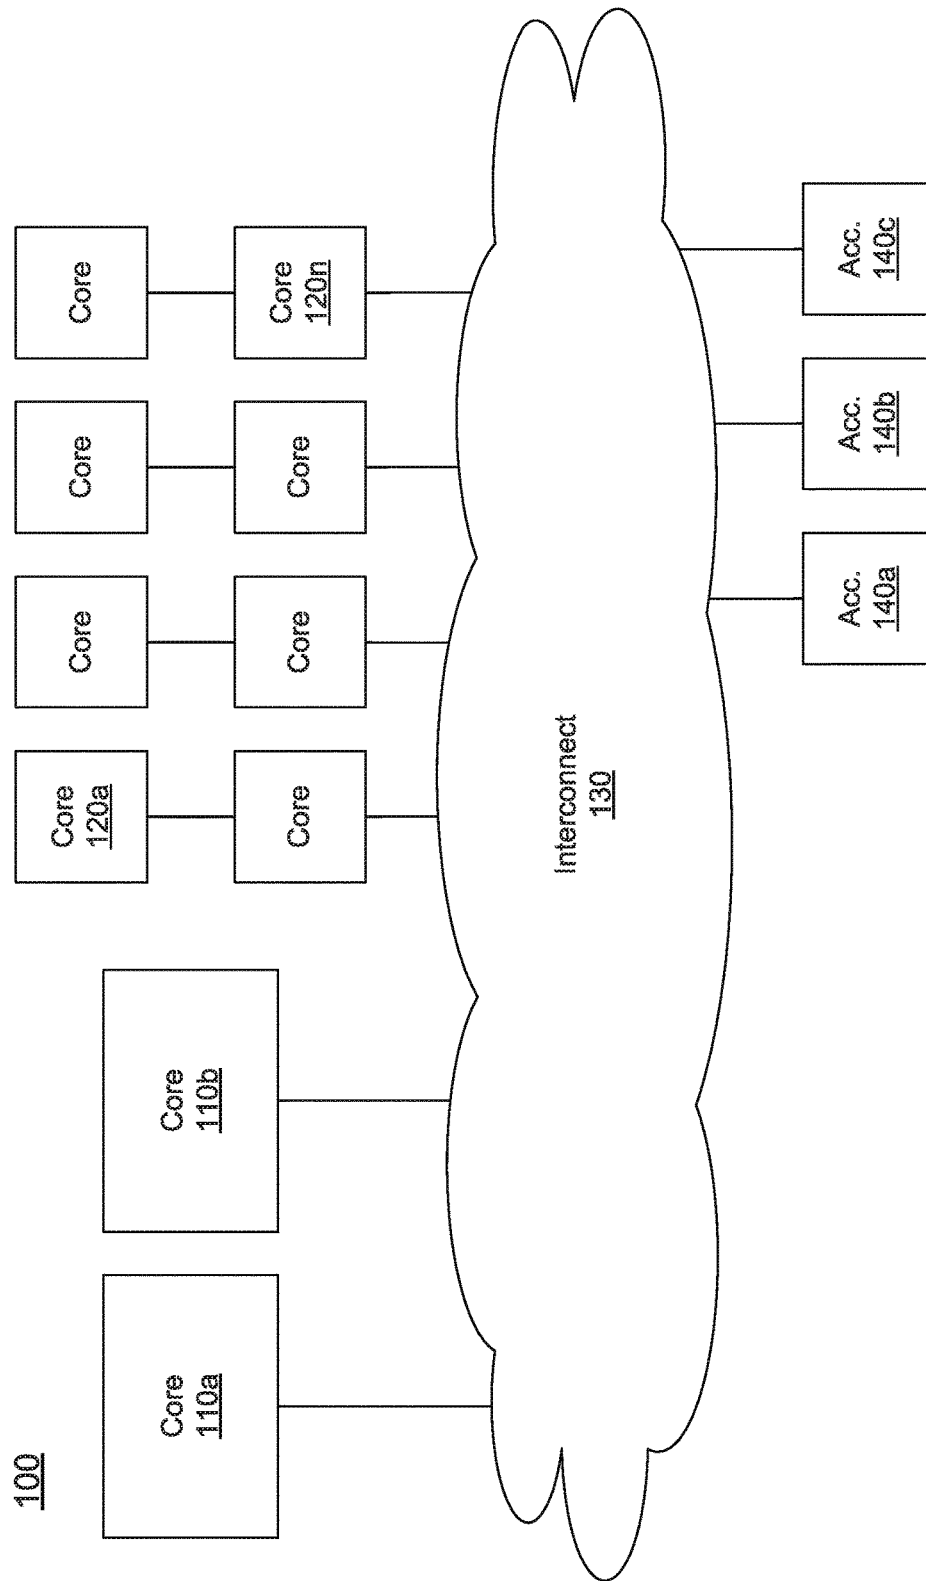 100
Core
110a
Core
110b
Core
120a
Core
Core
Core
Core
Core
Core
Core
120n
Interconnect
130
Acc.
140a
Acc.
140b
Acc.
140c